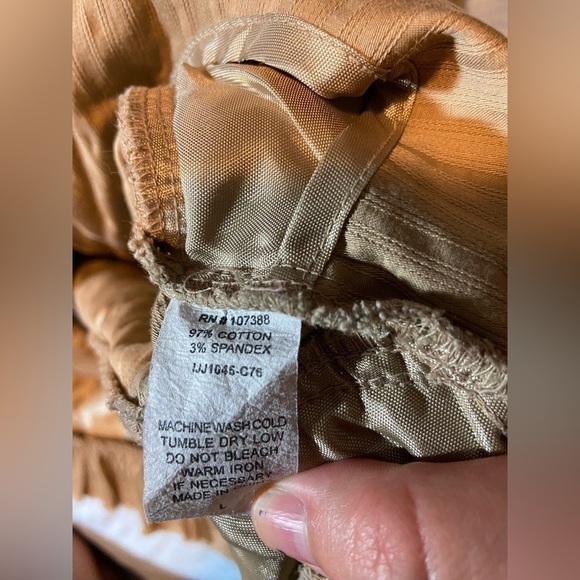 RN # 107388
97% COTTON
3% SPANDEX
MACHINE WASH COLD
TUMBLE DRY LOW
DO NOT BLEACH
WARM IRON
IF NECESSARY
MADE IN
L